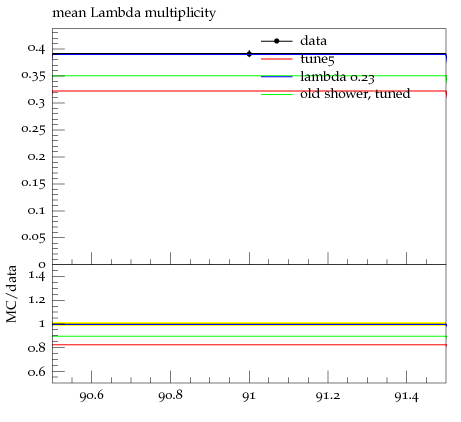 mean Lambda multiplicity
data
tune5
lambda 0.23
old shower, tuned
0.4
0.35
0.3
0.25
0.2
0.15
0.1
0.05
0
MC/data
1.4
1.2
1
0.8
0.6
90.6 90.8 91 91.2 91.4